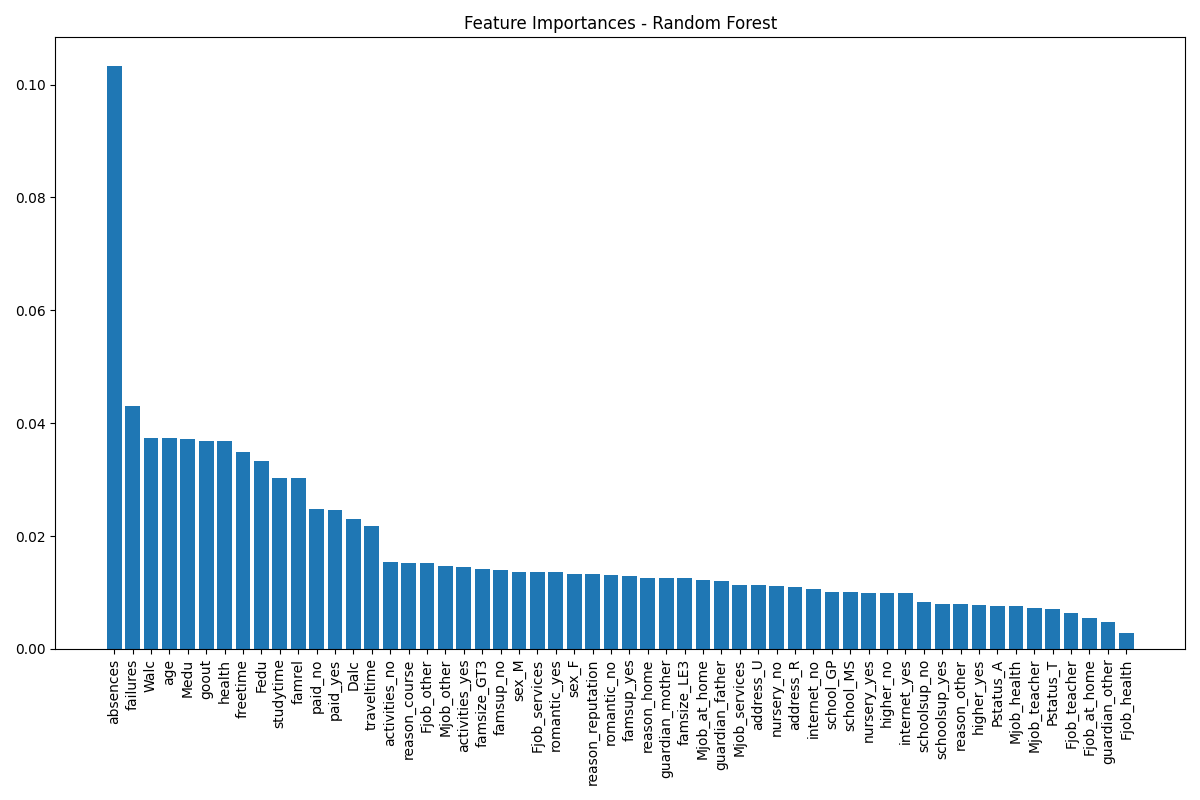 Feature Importances - Random Forest
0.10
0.08
0.06
0.04
0.02
0.00
absences
failures
Walc
age
Medu
goout
health
freetime
Fedu
studytime
famrel
paid_no
paid_yes
Dalc
traveltime
activities_no
reason_course
Fjob_other
Mjob_other
activities_yes
famsize_GT3
famsup_no
sex_M
Fjob_services
romantic_yes
sex_F
reason_reputation
romantic_no
famsup_yes
reason_home
guardian_mother
famsize_LE3
Mjob_at_home
guardian_father
Mjob_services
address_U
nursery_no
address_R
internet_no
school_GP
school_MS
nursery_yes
higher_no
internet_yes
schoolsup_no
schoolsup_yes
reason_other
higher_yes
Pstatus_A
Mjob_health
Mjob_teacher
Pstatus_T
Fjob_teacher
Fjob_at_home
guardian_other
Fjob_health